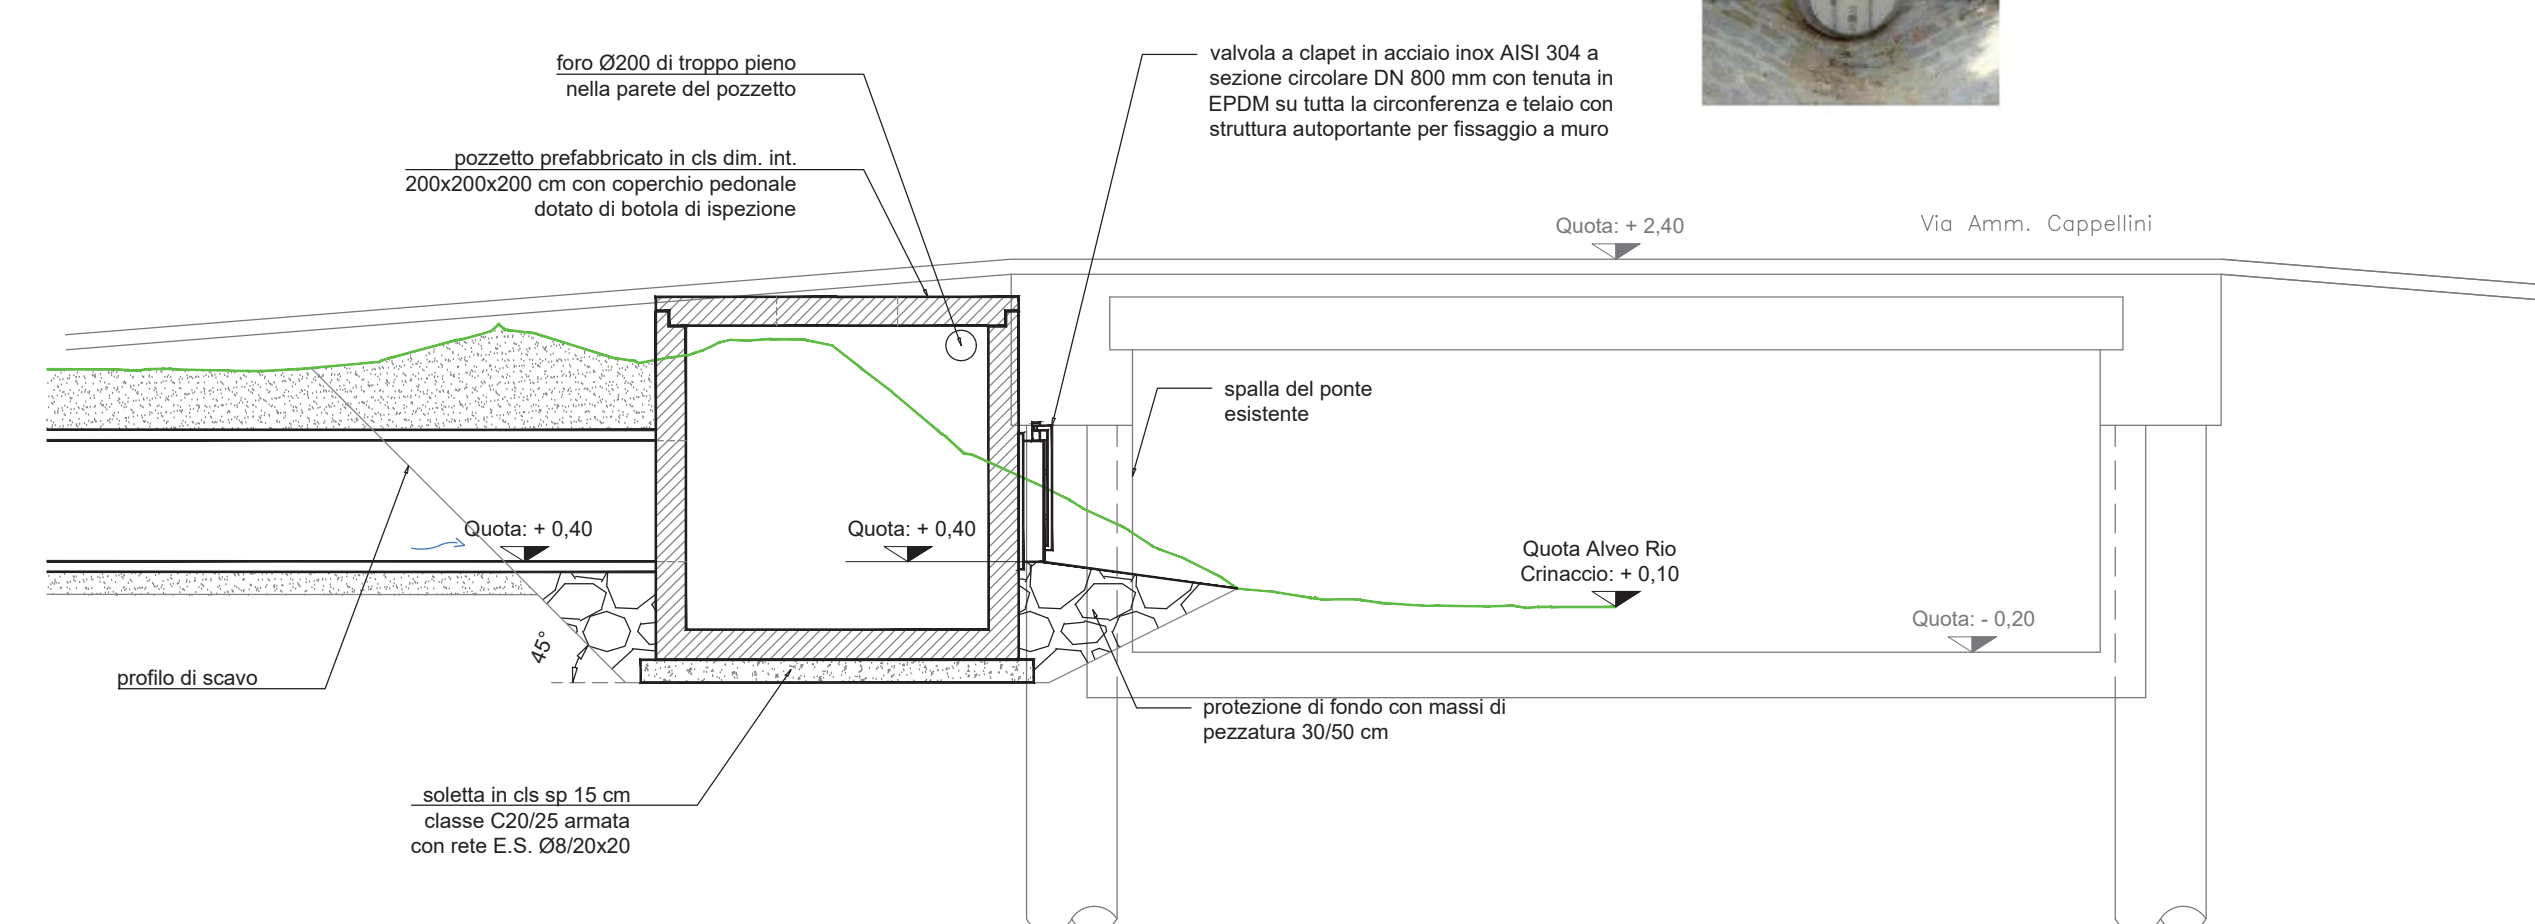 foro Ø200 di troppo pieno
nella parete del pozzetto
pozzetto prefabbricato in cls dim. int.
200x200x200 cm con coperchio pedonale
dotato di botola di ispezione
valvola a clapet in acciaio inox AISI 304 a
sezione circolare DN 800 mm con tenuta in
EPDM su tutta la circonferenza e telaio con
struttura autoportante per fissaggio a muro
Quota: + 2,40
Via Amm. Cappellini
spalla del ponte
esistente
Quota: + 0,40
Quota: + 0,40
Quota Alveo Rio
Crinaccio: + 0,10
Quota: - 0,20
45°
profilo di scavo
protezione di fondo con massi di
pezzatura 30/50 cm
soletta in cls sp 15 cm
classe C20/25 armata
con rete E.S. Ø8/20x20